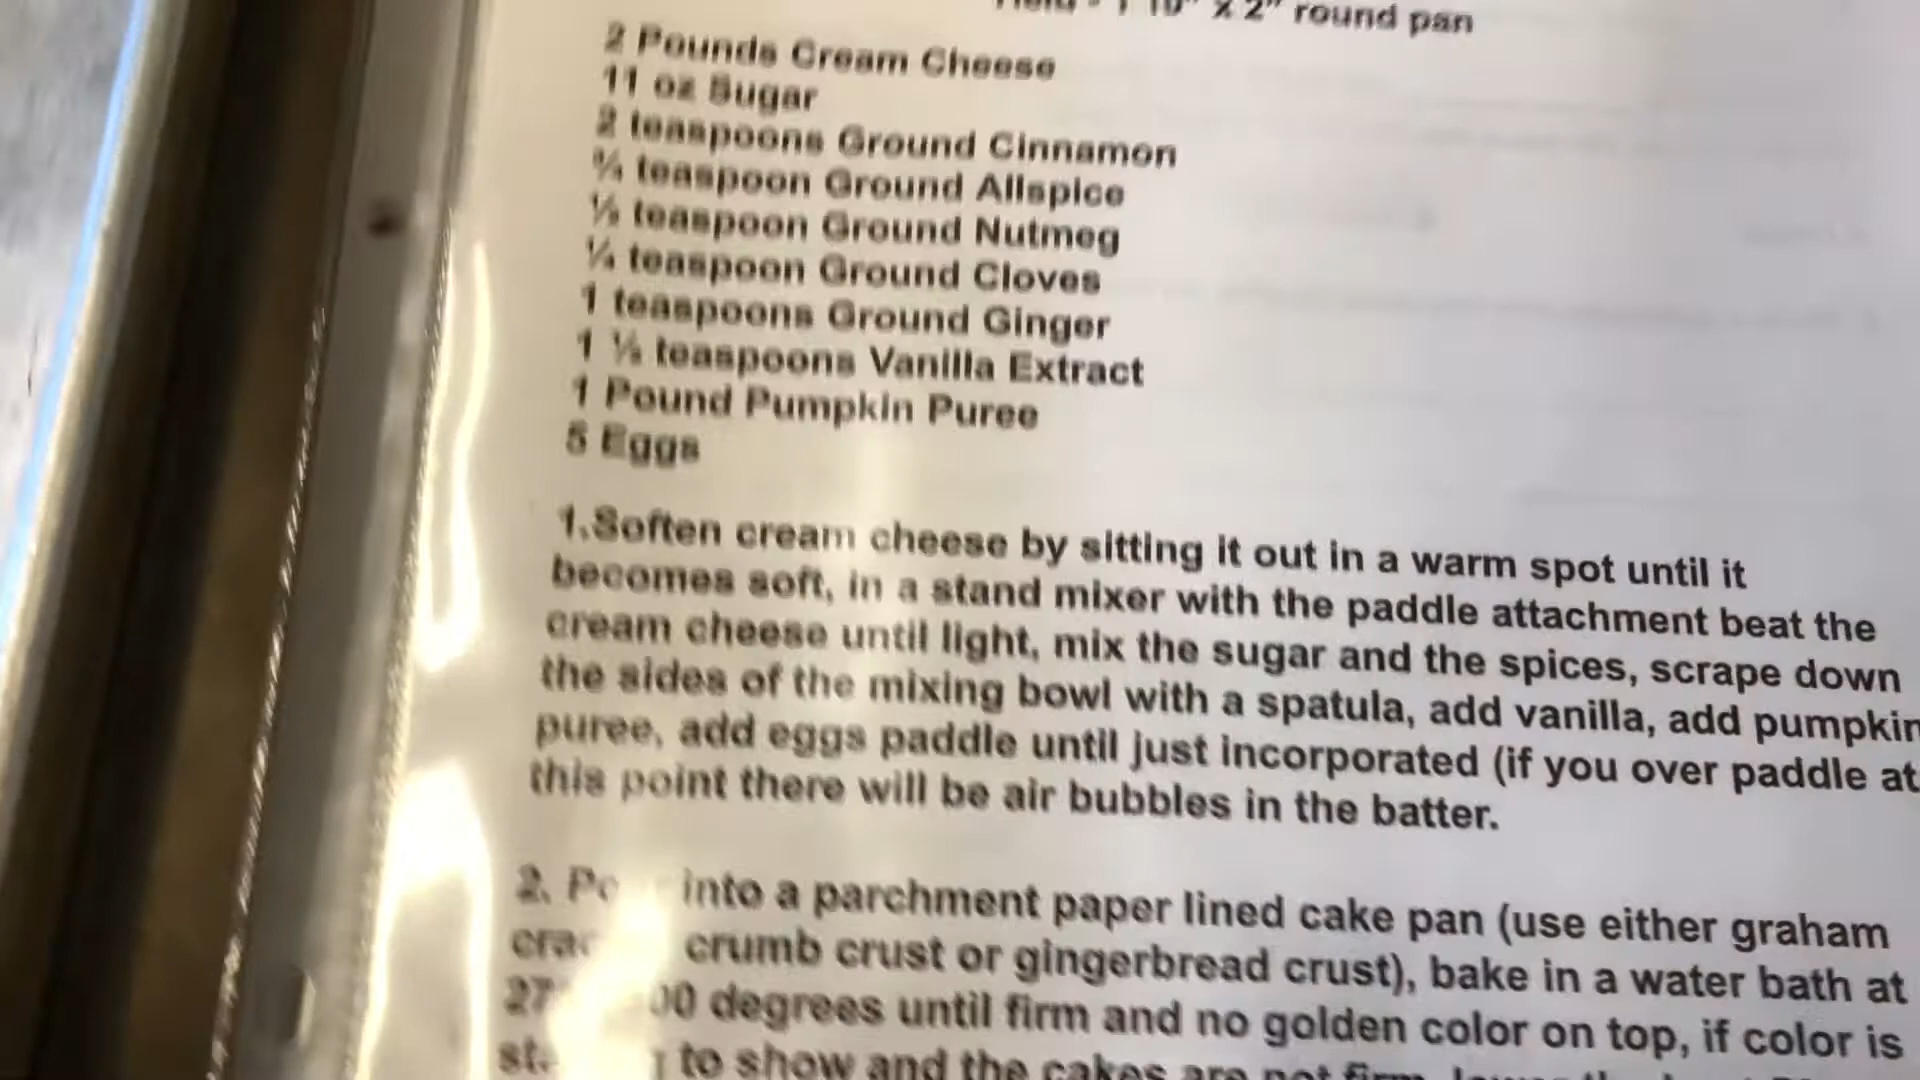 x 2" round pan
2 Pounds Cream Cheese
11 oz Sugar
2 teaspoons Ground Cinnamon
teaspoon Ground Allspice
teaspoon Ground Nutmeg
¼ teaspoon Ground Cloves
1 teaspoons Ground Ginger
1 ½ teaspoons Vanilla Extract
1 Pound Pumpkin Puree
5 Eggs
1.Soften cream cheese by sitting it out in a warm spot until it
becomes soft, in a stand mixer with the paddle attachment beat the
cream cheese until light, mix the sugar and the spices, scrape down
the sides of the mixing bowl with a spatula, add vanilla, add pumpkin
puree, add eggs paddle until just incorporated (if you over paddle at
this point there will be air bubbles in the batter.
2. into a parchment paper lined cake pan (use either graham
crumb crust or gingerbread crust), bake in a water bath at
degrees until firm and no golden color on top, if color is
to show and the cakes are not firm